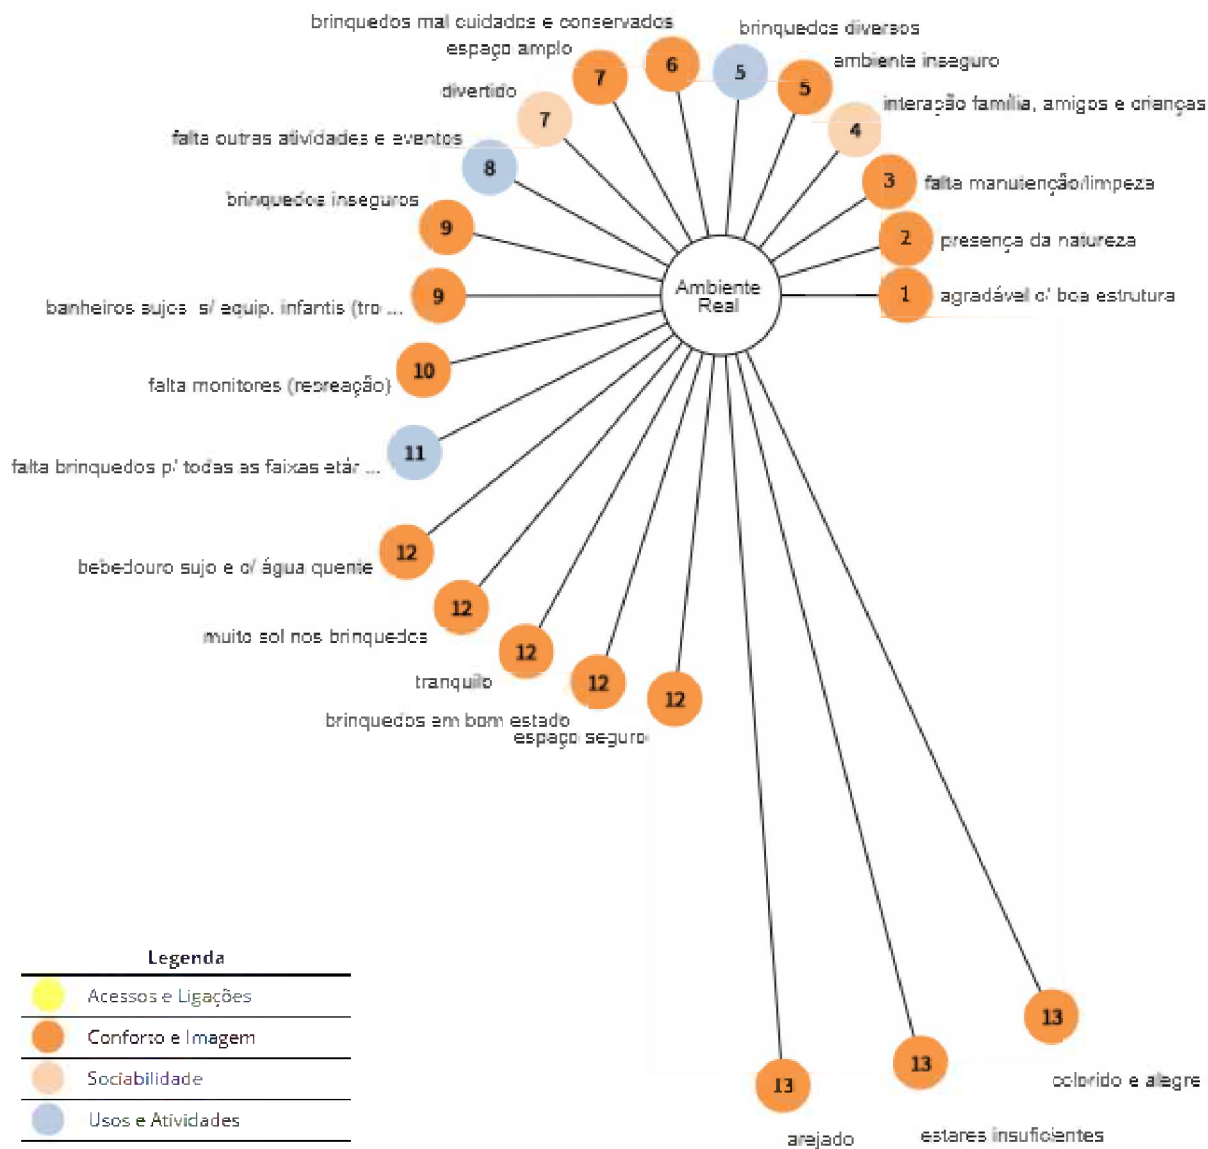 brinquedos mal cuidados e conservados
brinquedos diversos
espaço amplo
ambiente inseguro
divertido
interação família, amigos e crianças
falta outras atividades e eventos
falta manutenção/limpeza
brinquedos inseguros
presença da natureza
banheiros sujos s/ equip. infantis (tro ...
agradável c/ boa estrutura
falta monitores (resreação)
falta brinquedos p/ todas as faixas etár ...
bebedouro sujo e c/ água quente
muito sol nos brinquedos
tranquilo
brinquedos em bom estado
espaço seguro
arejado
estares insuficientes
colorido e alegre
Ambiente
Real
6
5
7
5
7
4
8
3
9
2
9
1
10
11
12
12
12
12
12
13
13
13
Legenda
Acessos e Ligações
Conforto e Imagem
Sociabilidade
Usos e Atividades